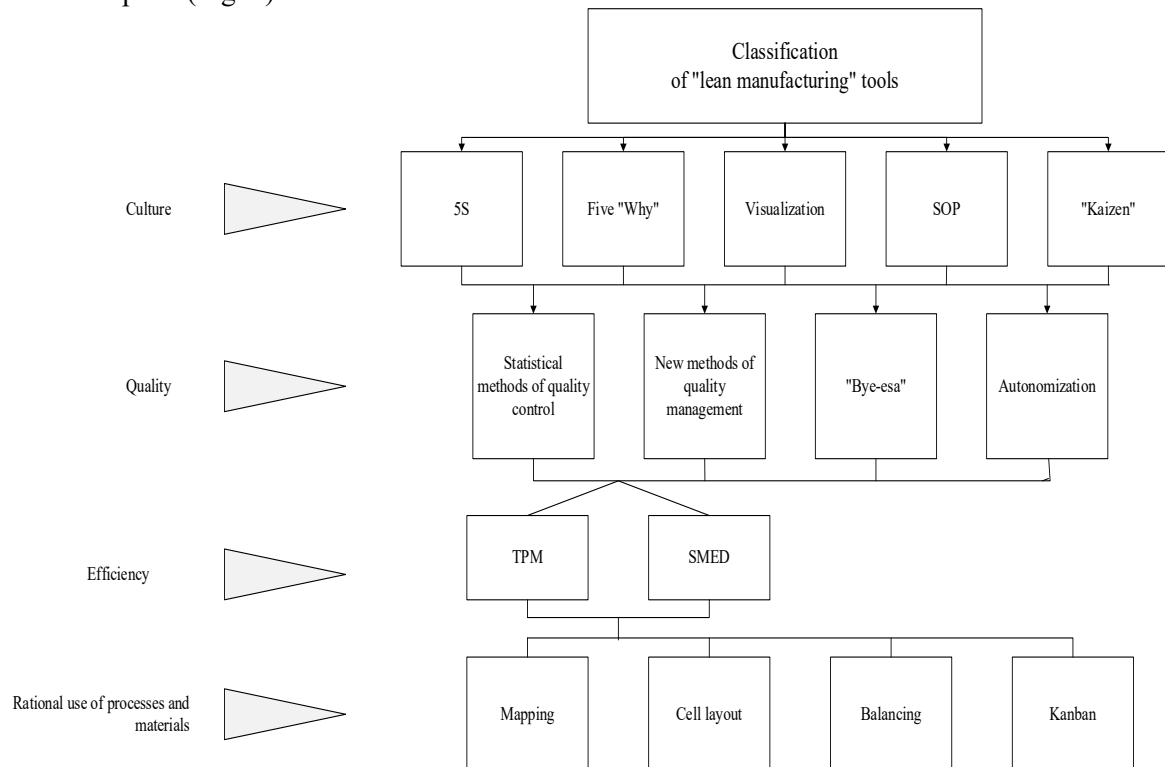 Classification
of "lean manufacturing" tools
Culture
5S
Five "Why"
Visualization
SOP
"Kaizen"
Quality
Statistical
methods of quality
control
New methods of
quality
management
"Bye-esa"
Autonomization
Efficiency
TPM
SMED
Rational use of processes and
materials
Mapping
Cell layout
Balancing
Kanban